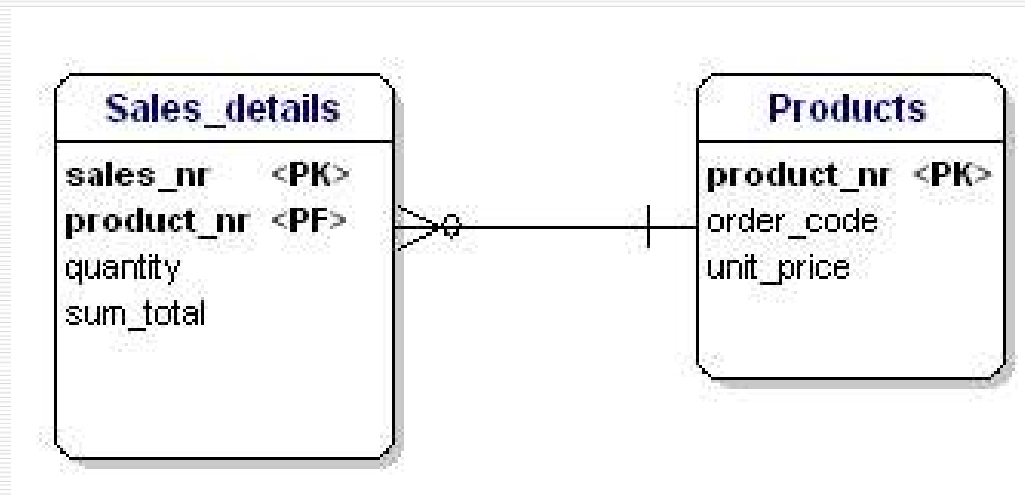 Sales_details
sales_nr <PK>
product_nr <PF>
quantity
sum_total
Products
product_nr <PK>
order_code
unit_price